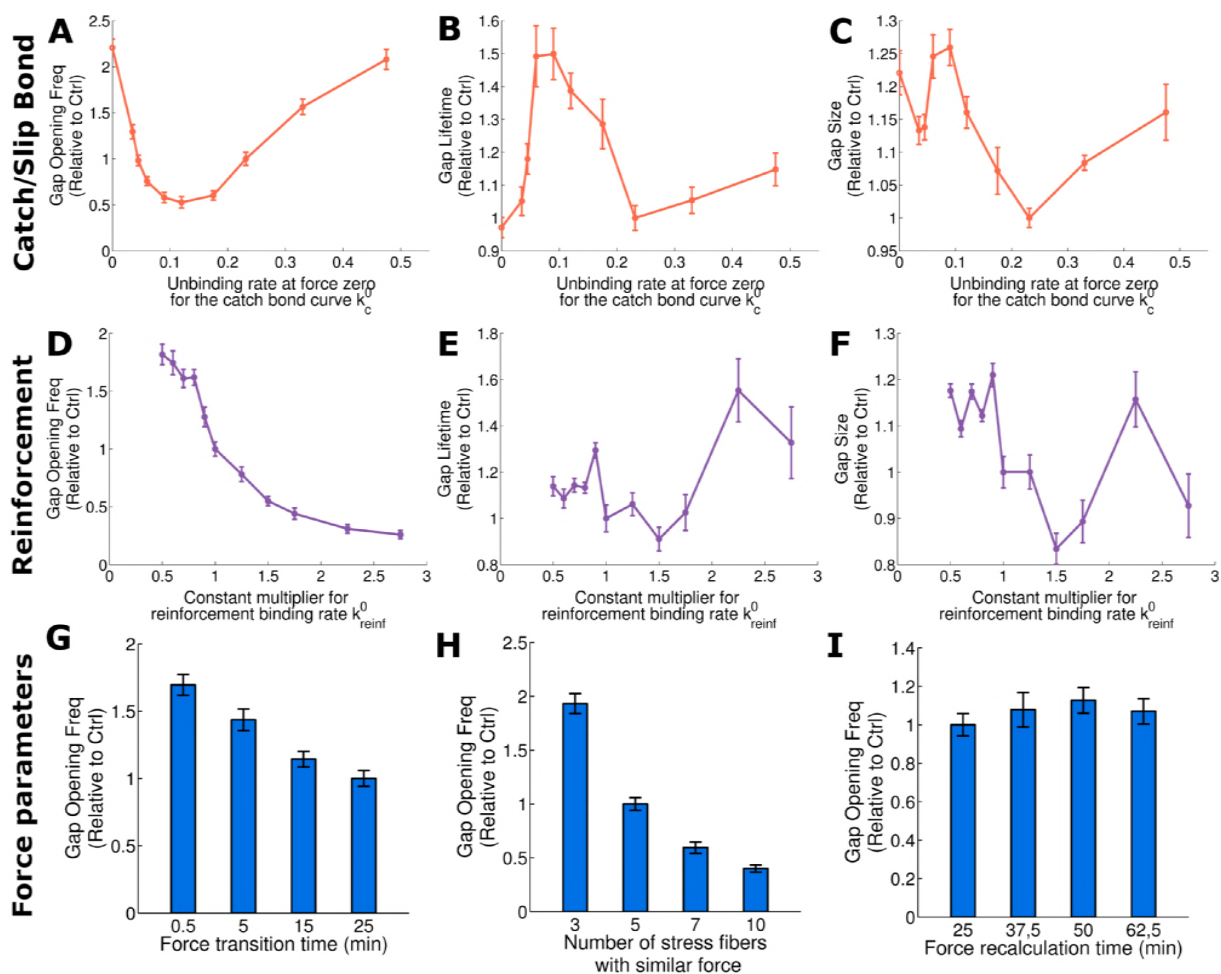 Catch/Slip Bond
A
Gap Opening Freq
(Relative to Ctrl)
2.5
2
1.5
1
0.5
0
0 0.1 0.2 0.3 0.4 0.5
Unbinding rate at force zero
for the catch bond curve k_c^0
B
Gap Lifetime
(Relative to Ctrl)
1.6
1.5
1.4
1.3
1.2
1.1
1
0.9
0 0.1 0.2 0.3 0.4 0.5
Unbinding rate at force zero
for the catch bond curve k_c^0
C
Gap Size
(Relative to Ctrl)
1.3
1.25
1.2
1.15
1.1
1.05
1
0.95
0 0.1 0.2 0.3 0.4 0.5
Unbinding rate at force zero
for the catch bond curve k_c^0
Reinforcement
D
Gap Opening Freq
(Relative to Ctrl)
2
1.5
1
0.5
0
0 0.5 1 1.5 2 2.5 3
Constant multiplier for
reinforcement binding rate k_reinf^0
E
Gap Lifetime
(Relative to Ctrl)
1.8
1.6
1.4
1.2
1
0.8
0 0.5 1 1.5 2 2.5 3
Constant multiplier for
reinforcement binding rate k_reinf^0
F
Gap Size
(Relative to Ctrl)
1.3
1.2
1.1
1
0.9
0.8
0 0.5 1 1.5 2 2.5 3
Constant multiplier for
reinforcement binding rate k_reinf^0
Force parameters
G
Gap Opening Freq
(Relative to Ctrl)
2
1.5
1
0.5
0
0.5 5 15 25
Force transition time (min)
H
Gap Opening Freq
(Relative to Ctrl)
2.5
2
1.5
1
0.5
0
3 5 7 10
Number of stress fibers
with similar force
I
Gap Opening Freq
(Relative to Ctrl)
1.4
1.2
1
0.8
0.6
0.4
0.2
0
25 37,5 50 62,5
Force recalculation time (min)